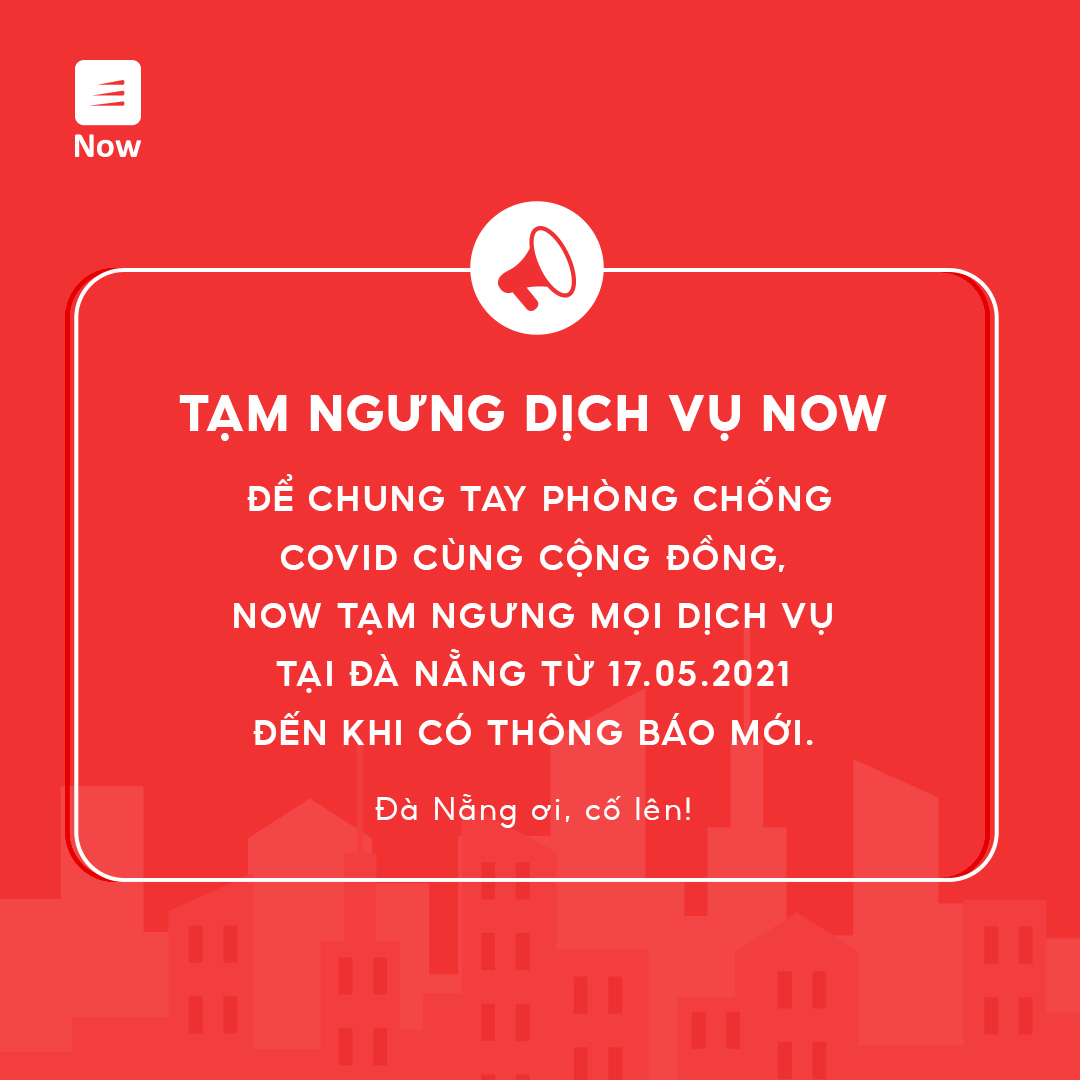 Now
TẠM NGƯNG DỊCH VỤ NOW
ĐỂ CHUNG TAY PHÒNG CHỐNG
COVID CÙNG CỘNG ĐỒNG,
NOW TẠM NGƯNG MỌI DỊCH VỤ
TẠI ĐÀ NẴNG TỪ 17.05.2021
ĐẾN KHI CÓ THÔNG BÁO MỚI.
Đà Nẵng ơi, cố lên!